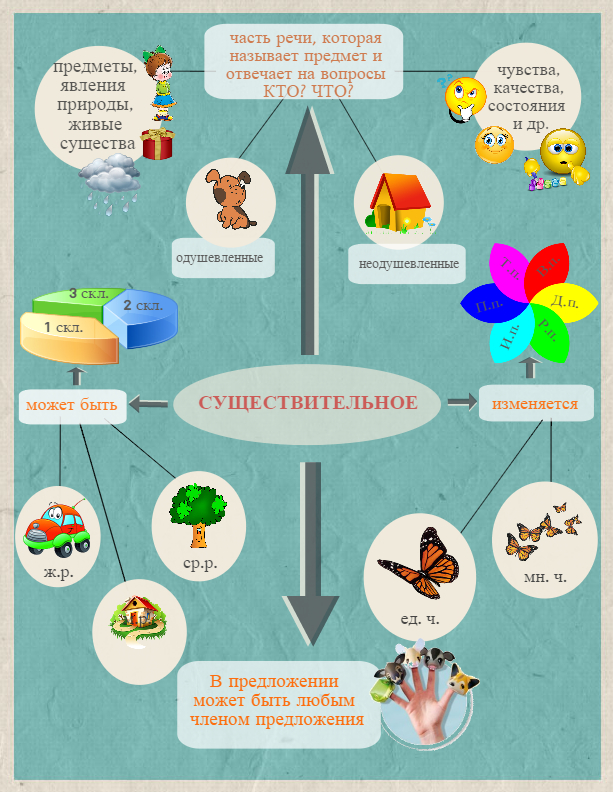 часть речи, которая
называет предмет и
отвечает на вопросы
КТО? ЧТО?
предметы,
явления
природы,
живые
существа
чувства,
качества,
состояния
и др.
одушевленные
неодушевленные
3 скл.
2 скл.
1 скл.
Т.п.
В.п.
П.п.
Д.п.
И.п.
Р.п.
может быть
СУЩЕСТВИТЕЛЬНОЕ
изменяется
ж.р.
ср.р.
ед. ч.
мн. ч.
В предложении
может быть любым
членом предложения